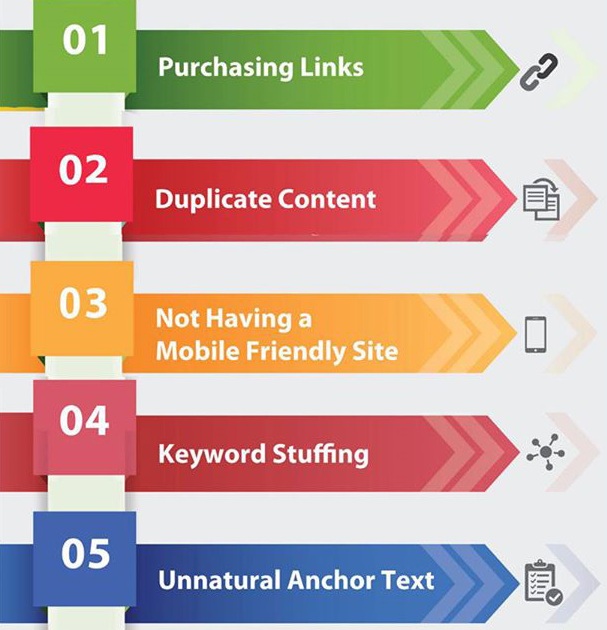 01
Purchasing Links
02
Duplicate Content
03
Not Having a
Mobile Friendly Site
04
Keyword Stuffing
05
Unnatural Anchor Text